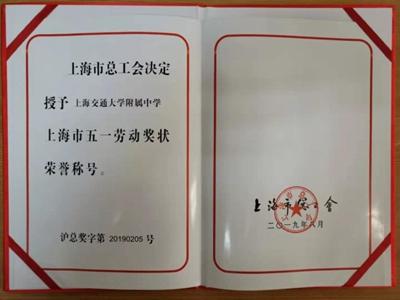 上海市总工会决定
授予 上海交通大学附属中学
上海市五一劳动奖状
荣誉称号。
沪总奖字第 20190205 号
上海市总工会
二〇一九年八月